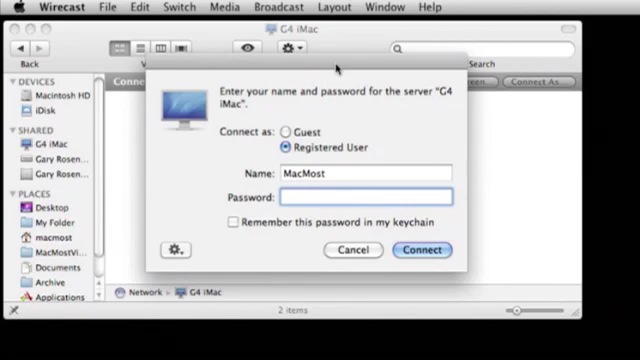 Wirecast File Edit Switch Media Broadcast Layout Window Help
G4 iMac
Back
Search
DEVICES
Macintosh HD
iDisk
SHARED
G4 iMac
Gary Rosen...
Gary Rosen...
PLACES
Desktop
My Folder
macmost
MacMostVi...
Documents
Archive
Applications
Connect As...
Enter your name and password for the server "G4
iMac".
Connect as: Guest
Registered User
Name: MacMost
Password:
Remember this password in my keychain
Cancel Connect
Network G4 iMac
2 items